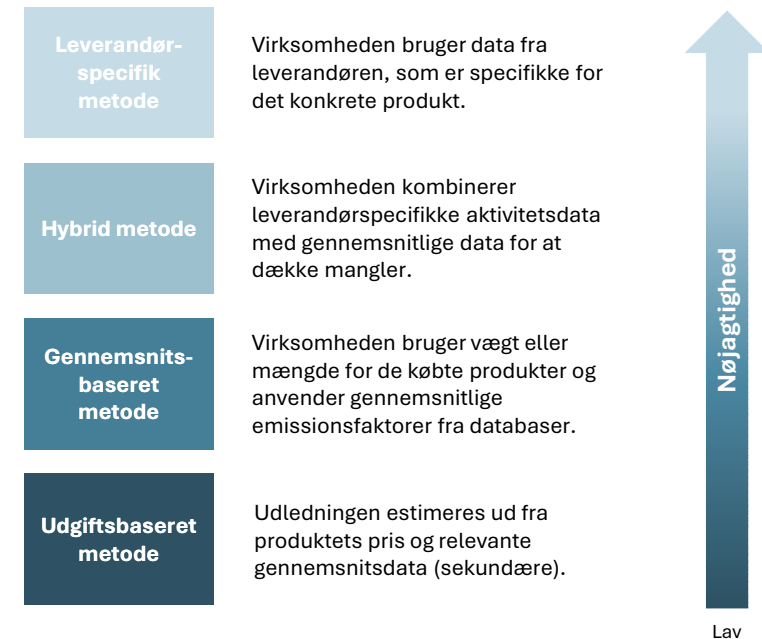 Leverandør-
specifik
metode
Virksomheden bruger data fra
leverandøren, som er specifikke for
det konkrete produkt.
Hybrid metode
Virksomheden kombinerer
leverandørspecifikke aktivitetsdata
med gennemsnitlige data for at
dække mangler.
Gennemsnits-
baseret
metode
Virksomheden bruger vægt eller
mængde for de købte produkter og
anvender gennemsnitlige
emissionsfaktorer fra databaser.
Udgiftsbaseret
metode
Udledningen estimeres ud fra
produktets pris og relevante
gennemsnitsdata (sekundære).
Nøjagtighed
Lav